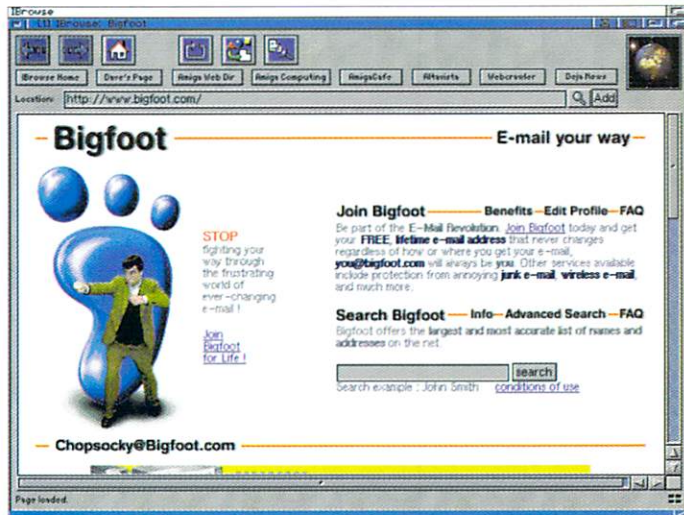 IBrowse
IBrowse: Bigfoot
IBrowse Home
Dave's Page
Amiga Web Dir
Amiga Computing
AmigaCafe
Altavista
Webcrawler
Deja News
Location: http://www.bigfoot.com/
Add
Bigfoot
E-mail your way
STOP
fighting your
way through
the frustrating
world of
ever-changing
e-mail !
Join
Bigfoot
for Life !
Join Bigfoot Benefits Edit Profile FAQ
Be part of the E-Mail Revolution. Join Bigfoot today and get
your FREE, lifetime e-mail address that never changes
regardless of how or where you get your e-mail,
you@bigfoot.com will always be you. Other services available
include protection from annoying junk e-mail, wireless e-mail,
and much more.
Search Bigfoot Info Advanced Search FAQ
Bigfoot offers the largest and most accurate list of names and
addresses on the net.
search
Search example : John Smith conditions of use
Chopsocky@Bigfoot.com
Page loaded.